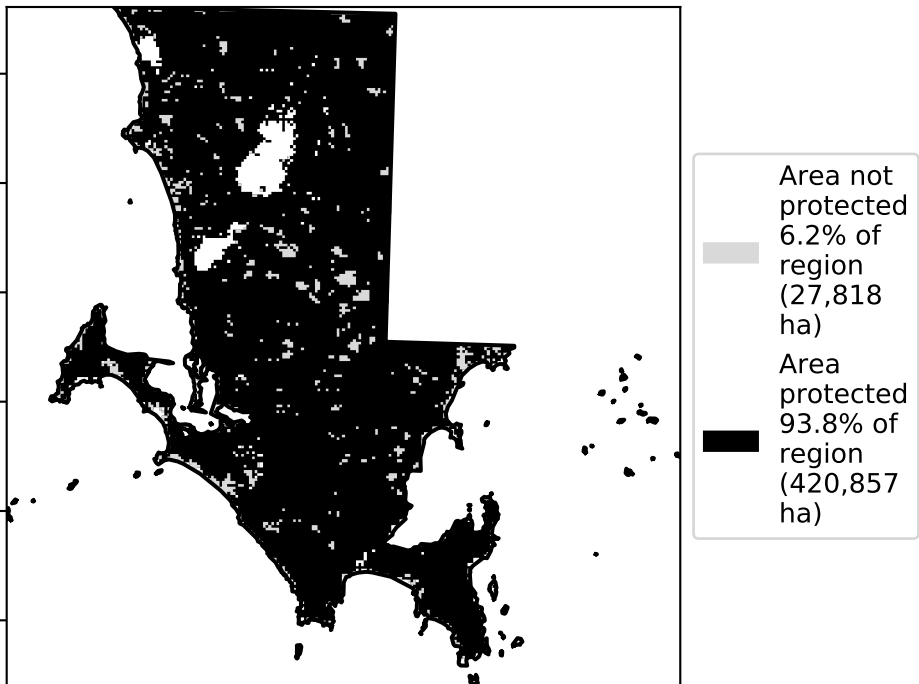 Area not
protected
6.2% of
region
(27,818
ha)
Area
protected
93.8% of
region
(420,857
ha)